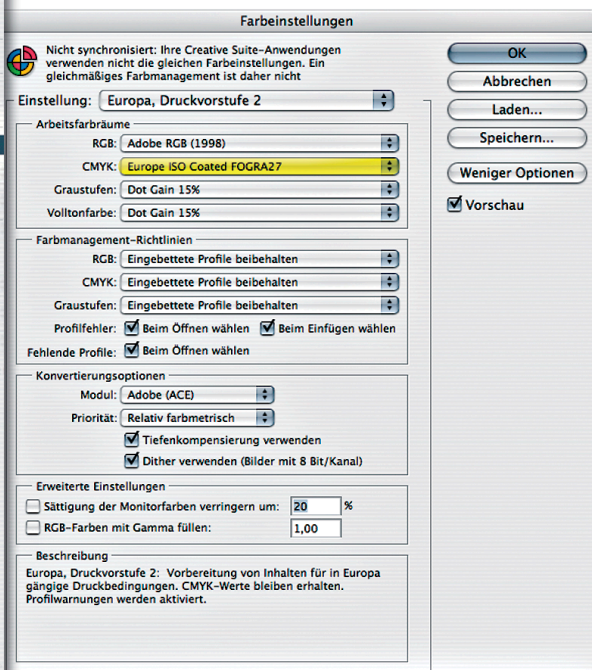 Farbeinstellungen
Nicht synchronisiert: Ihre Creative Suite-Anwendungen
verwenden nicht die gleichen Farbeinstellungen. Ein
gleichmäßiges Farbmanagement ist daher nicht
OK
Abbrechen
Laden...
Speichern...
Weniger Optionen
Vorschau
Einstellung: Europa, Druckvorstufe 2
Arbeitsfarbräume
RGB: Adobe RGB (1998)
CMYK: Europe ISO Coated FOGRA27
Graustufen: Dot Gain 15%
Volltonfarbe: Dot Gain 15%
Farbmanagement-Richtlinien
RGB: Eingebettete Profile beibehalten
CMYK: Eingebettete Profile beibehalten
Graustufen: Eingebettete Profile beibehalten
Profilfehler: Beim Öffnen wählen Beim Einfügen wählen
Fehlende Profile: Beim Öffnen wählen
Konvertierungsoptionen
Modul: Adobe (ACE)
Priorität: Relativ farbmetrisch
Tiefenkompensierung verwenden
Dither verwenden (Bilder mit 8 Bit/Kanal)
Erweiterte Einstellungen
Sättigung der Monitorfarben verringern um: 20 %
RGB-Farben mit Gamma füllen: 1,00
Beschreibung
Europa, Druckvorstufe 2: Vorbereitung von Inhalten für in Europa
gängige Druckbedingungen. CMYK-Werte bleiben erhalten.
Profilwarnungen werden aktiviert.